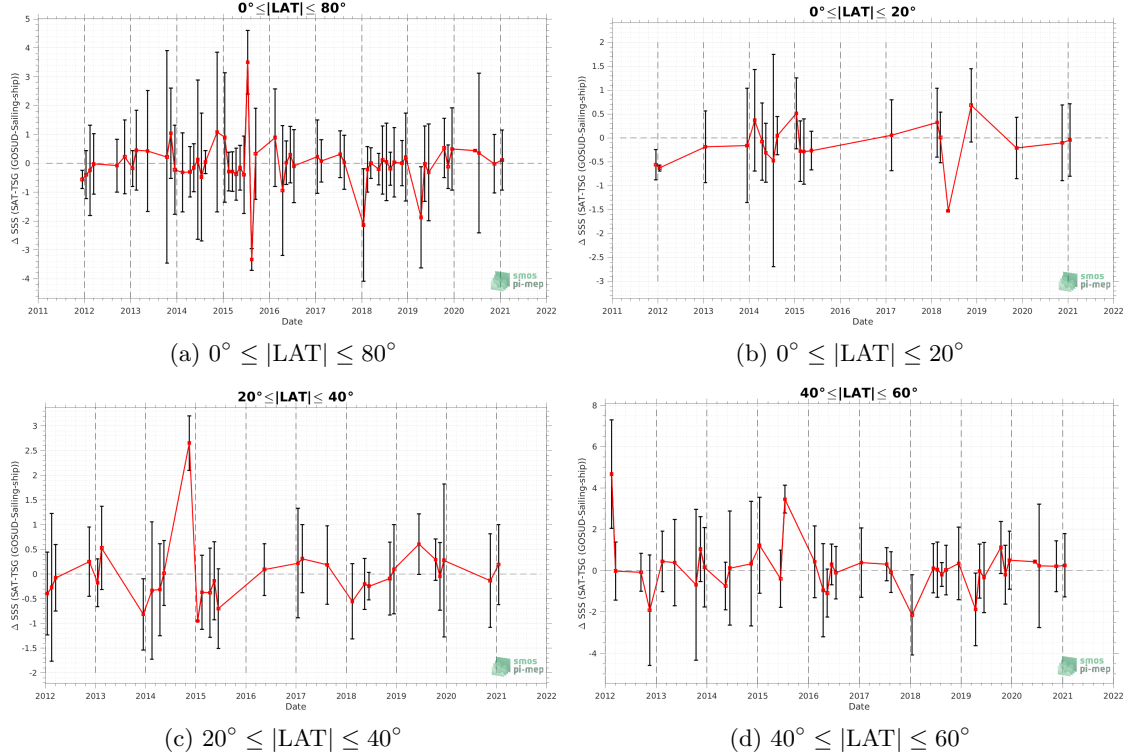 0°≤|LAT|≤ 80°
Δ SSS (SAT-TSG (GOSUD-Sailing-ship))
5
4
3
2
1
0
-1
-2
-3
-4
2011 2012 2013 2014 2015 2016 2017 2018 2019 2020 2021 2022
Date
smos
pi-mep
(a) 0° ≤ |LAT| ≤ 80°
0°≤|LAT|≤ 20°
Δ SSS (SAT-TSG (GOSUD-Sailing-ship))
2
1.5
1
0.5
0
-0.5
-1
-1.5
-2
-2.5
-3
2011 2012 2013 2014 2015 2016 2017 2018 2019 2020 2021 2022
Date
smos
pi-mep
(b) 0° ≤ |LAT| ≤ 20°
20°≤|LAT|≤ 40°
Δ SSS (SAT-TSG (GOSUD-Sailing-ship))
3
2.5
2
1.5
1
0.5
0
-0.5
-1
-1.5
-2
2012 2013 2014 2015 2016 2017 2018 2019 2020 2021 2022
Date
smos
pi-mep
(c) 20° ≤ |LAT| ≤ 40°
40°≤|LAT|≤ 60°
Δ SSS (SAT-TSG (GOSUD-Sailing-ship))
8
6
4
2
0
-2
-4
2012 2013 2014 2015 2016 2017 2018 2019 2020 2021 2022
Date
smos
pi-mep
(d) 40° ≤ |LAT| ≤ 60°